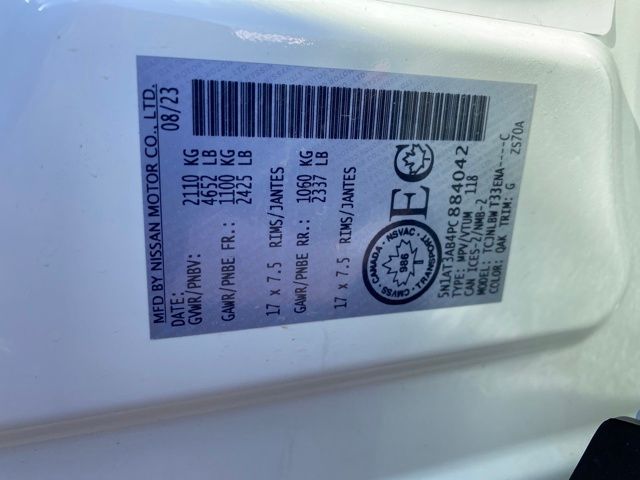 MFD BY NISSAN MOTOR CO., LTD.
DATE: 08/23
GVWR/PNBV: 2110 KG
4652 LB
GAWR/PNBE FR.: 1100 KG
2425 LB
17 x 7.5 RIMS/JANTES
GAWR/PNBE RR.: 1060 KG
2337 LB
17 x 7.5 RIMS/JANTES
CANADA · NSVAC ·
986
CMVSS · TRANSPORT
E C
5N1AT3AB4PC884042
TYPE: MPV/VTUM 118
CAN ICES-2/NMB-2
MODEL: (C)NLBW T33ENA----C
COLOR: QAK TRIM: G ZS70A